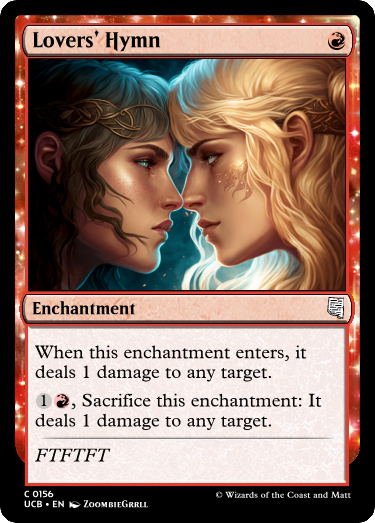 Lovers' Hymn
Enchantment
When this enchantment enters, it
deals 1 damage to any target.
1, Sacrifice this enchantment: It
deals 1 damage to any target.
FTFTFT
C 0156
UCB • EN ZoombieGrrll
© Wizards of the Coast and Matt